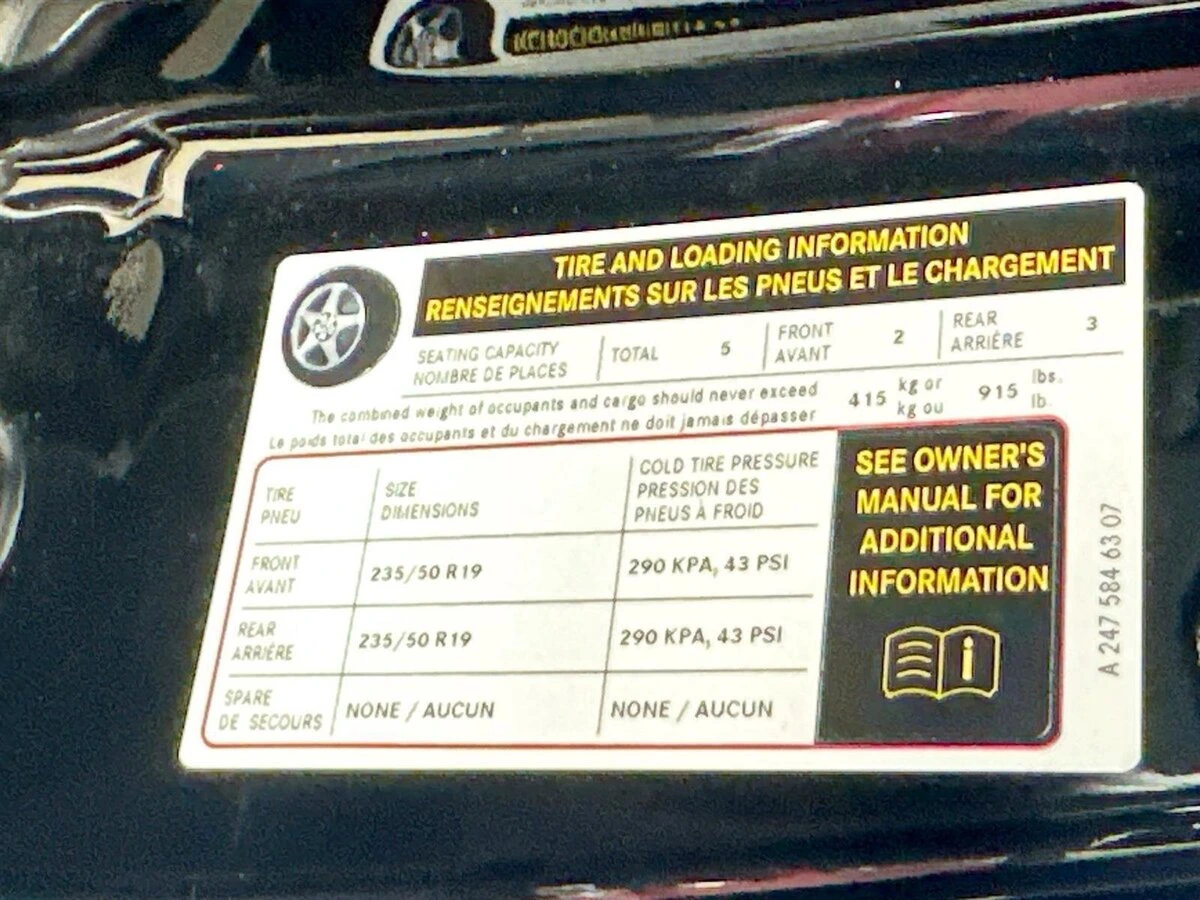 TIRE AND LOADING INFORMATION
RENSEIGNEMENTS SUR LES PNEUS ET LE CHARGEMENT
SEATING CAPACITY
NOMBRE DE PLACES
TOTAL 5
FRONT
AVANT
2
REAR
ARRIÈRE
3
The combined weight of occupants and cargo should never exceed
Le poids total des occupants et du chargement ne doit jamais dépasser
415 kg or
kg ou
915 lbs.
lb.
TIRE
PNEU
SIZE
DIMENSIONS
COLD TIRE PRESSURE
PRESSION DES
PNEUS À FROID
FRONT
AVANT
235/50 R19
290 KPA, 43 PSI
REAR
ARRIÈRE
235/50 R19
290 KPA, 43 PSI
SPARE
DE SECOURS
NONE / AUCUN
NONE / AUCUN
SEE OWNER'S
MANUAL FOR
ADDITIONAL
INFORMATION
A 247 584 63 07